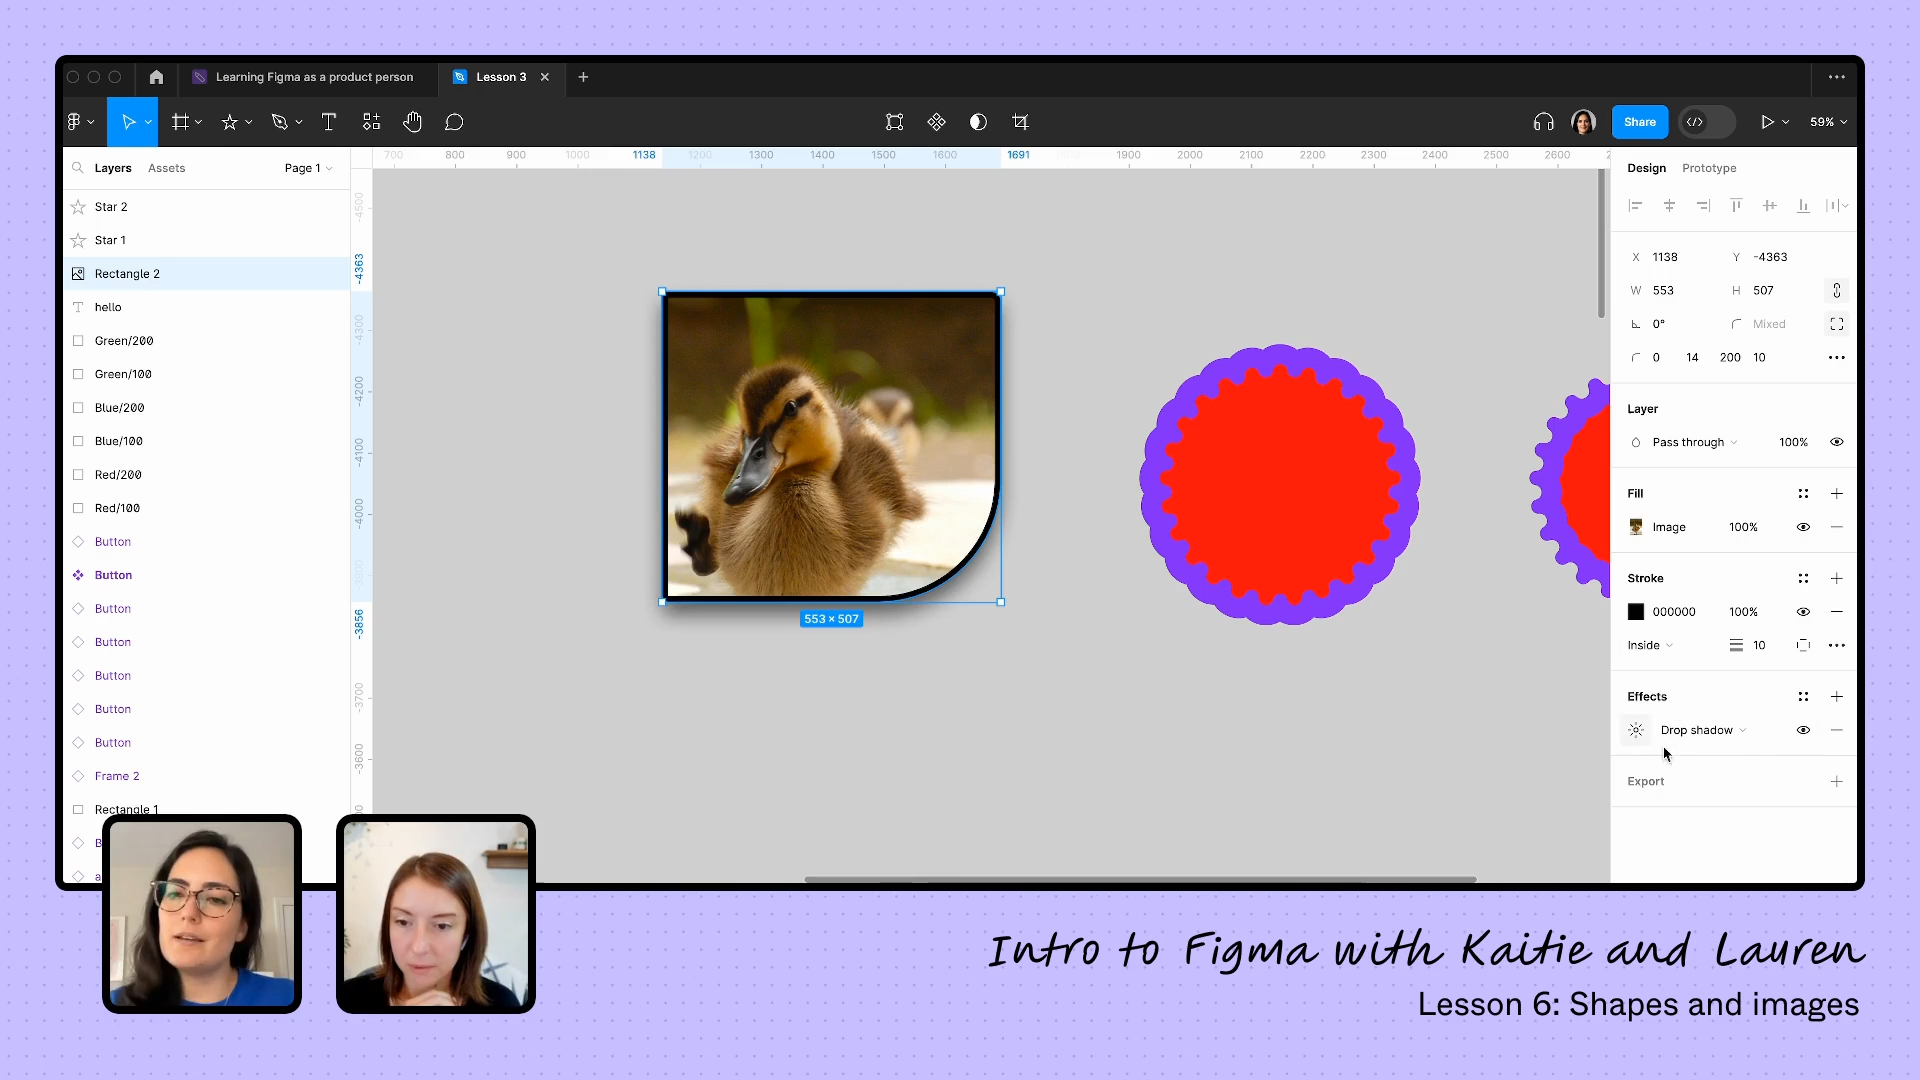 Learning Figma as a product person
Lesson 3
Share
59%
Layers
Assets
Page 1
700
800
900
1000
1138
1200
1300
1400
1500
1600
1691
1900
2000
2100
2200
2300
2400
2500
2600
Star 2
Star 1
Rectangle 2
hello
Green/200
Green/100
Blue/200
Blue/100
Red/200
Red/100
Button
Button
Button
Button
Button
Button
Button
Frame 2
Rectangle 1
-4500
-4363
-4300
-4200
-4100
-4000
-3856
-3700
-3600
553 × 507
Design
Prototype
X 1138
Y -4363
W 553
H 507
0°
Mixed
0 14 200 10
Layer
Pass through
100%
Fill
Image
100%
Stroke
000000
100%
Inside
10
Effects
Drop shadow
Export
Intro to Figma with Kaitie and Lauren
Lesson 6: Shapes and images